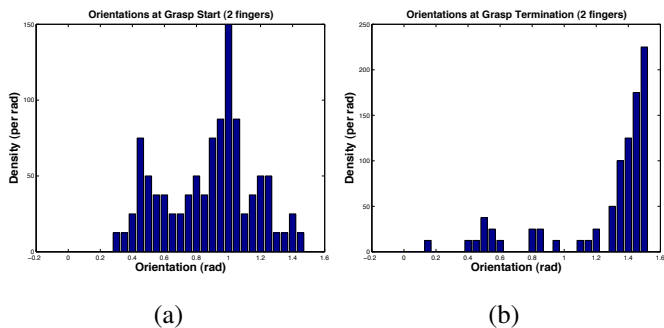 Orientations at Grasp Start (2 fingers)
Density (per rad)
150
100
50
0
−0.2 0 0.2 0.4 0.6 0.8 1 1.2 1.4 1.6
Orientation (rad)
(a)
Orientations at Grasp Termination (2 fingers)
Density (per rad)
250
200
150
100
50
0
−0.2 0 0.2 0.4 0.6 0.8 1 1.2 1.4 1.6
Orientation (rad)
(b)